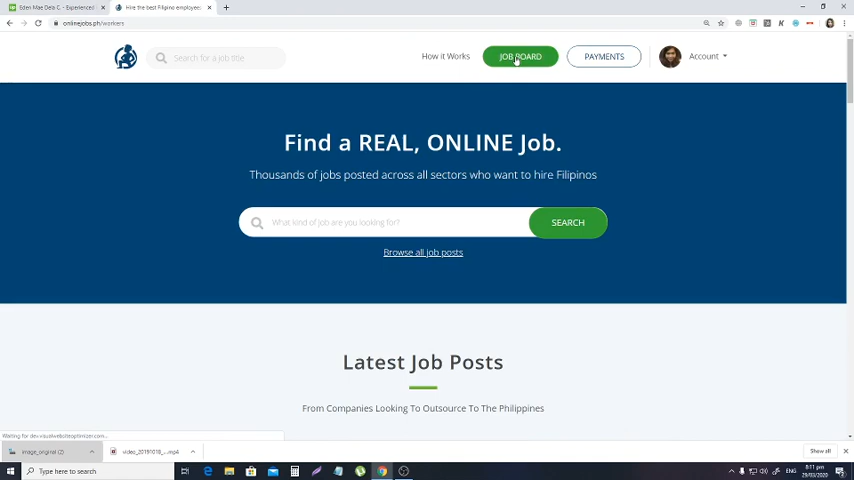 Eden Mae Dela C. - Experienced
Hire the best Filipino employees
onlinejobs.ph/workers
Search for a job title
How it Works
JOB BOARD
PAYMENTS
Account
Find a REAL, ONLINE Job.
Thousands of jobs posted across all sectors who want to hire Filipinos
What kind of job are you looking for?
SEARCH
Browse all job posts
Latest Job Posts
From Companies Looking To Outsource To The Philippines
Waiting for dev.visualwebsiteoptimizer.com...
image_original (2)
video_20191018_....mp4
Show all
Type here to search
ENG
8:11 pm
29/03/2020